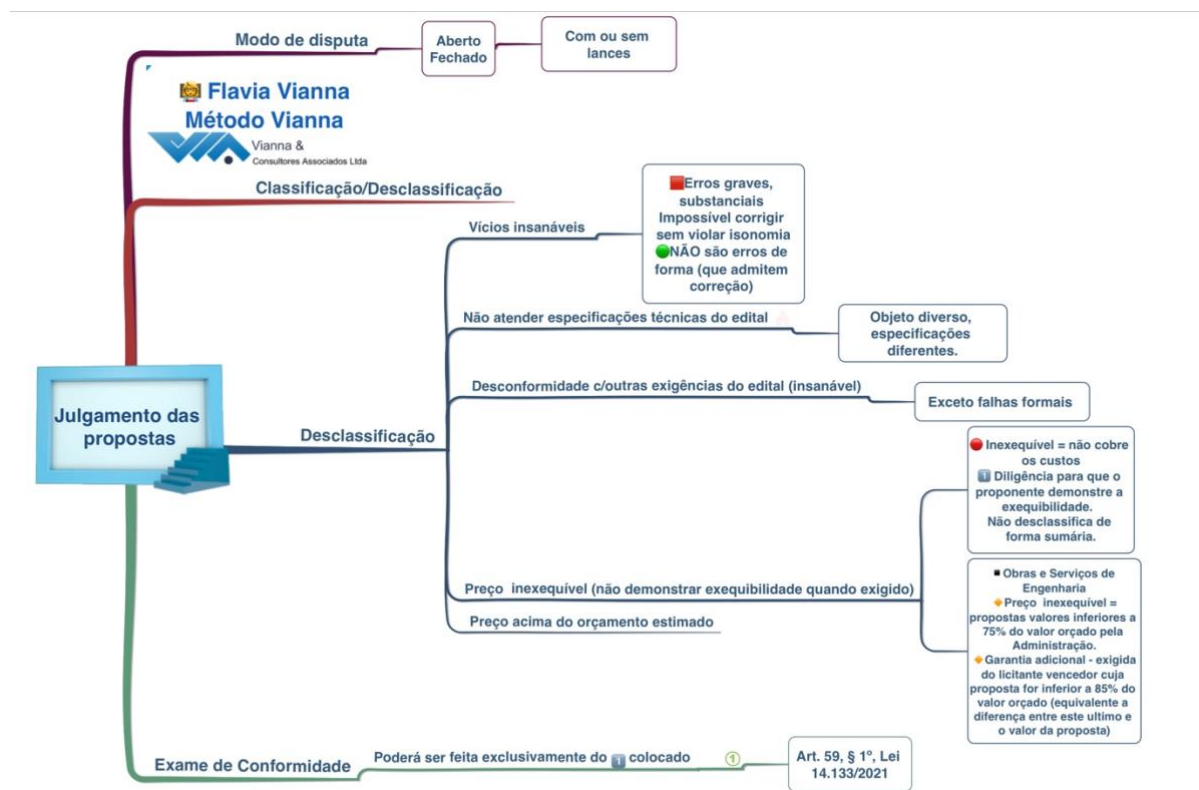 Modo de disputa
Aberto
Fechado
Com ou sem
lances
Flavia Vianna
Método Vianna
VIA
Vianna &
Consultores Associados Ltda
Classificação/Desclassificação
Vícios insanáveis
Erros graves,
substanciais
Impossível corrigir
sem violar isonomia
NÃO são erros de
forma (que admitem
correção)
Não atender especificações técnicas do edital
Objeto diverso,
especificações
diferentes.
Desconformidade c/outras exigências do edital (insanável)
Exceto falhas formais
Julgamento das
propostas
Desclassificação
Inexequível = não cobre
os custos
1 Diligência para que o
proponente demonstre a
exequibilidade.
Não desclassifica de
forma sumária.
Preço inexequível (não demonstrar exequibilidade quando exigido)
Obras e Serviços de
Engenharia
Preço inexequível =
propostas valores inferiores a
75% do valor orçado pela
Administração.
Garantia adicional - exigida
do licitante vencedor cuja
proposta for inferior a 85% do
valor orçado (equivalente a
diferença entre este ultimo e
o valor da proposta)
Preço acima do orçamento estimado
Exame de Conformidade
Poderá ser feita exclusivamente do 1 colocado
1
Art. 59, § 1º, Lei
14.133/2021